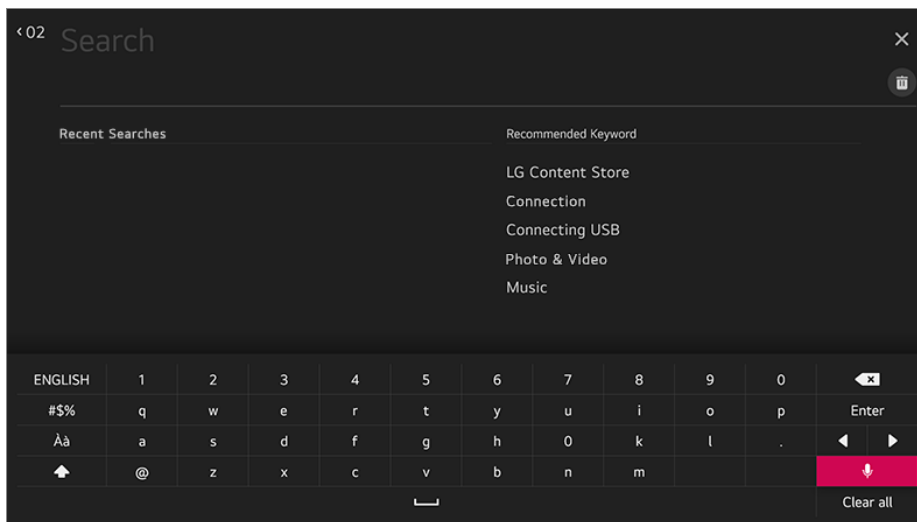 ‹02 Search
Recent Searches
Recommended Keyword
LG Content Store
Connection
Connecting USB
Photo & Video
Music
ENGLISH 1 2 3 4 5 6 7 8 9 0
#$% q w e r t y u i o p Enter
Àà a s d f g h 0 k l .
@ z x c v b n m
Clear all